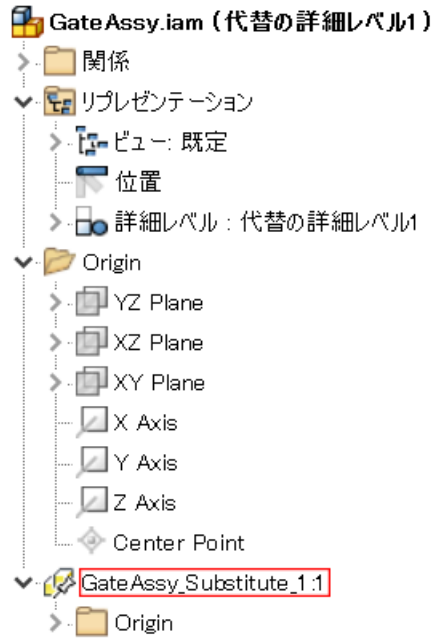 GateAssy.iam (代替の詳細レベル1)
関係
リプレゼンテーション
ビュー: 既定
位置
詳細レベル : 代替の詳細レベル1
Origin
YZ Plane
XZ Plane
XY Plane
X Axis
Y Axis
Z Axis
Center Point
GateAssy_Substitute_1:1
Origin